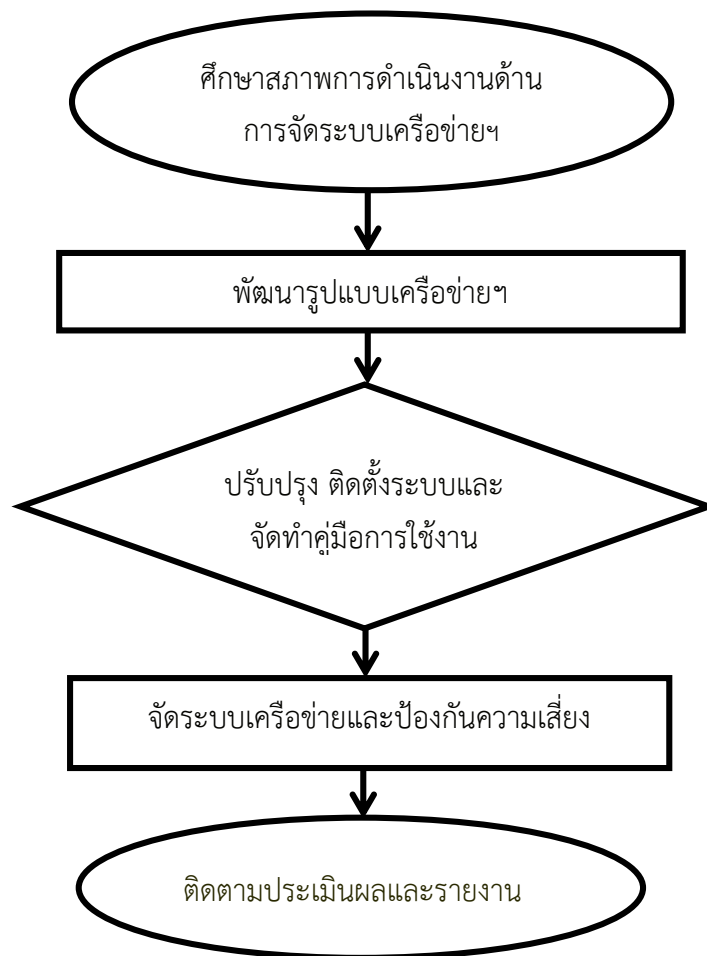 ศึกษาสภาพการดำเนินงานด้าน
การจัดระบบเครือข่ายฯ
พัฒนารูปแบบเครือข่ายฯ
ปรับปรุง ติดตั้งระบบและ
จัดทำคู่มือการใช้งาน
จัดระบบเครือข่ายและป้องกันความเสี่ยง
ติดตามประเมินผลและรายงาน